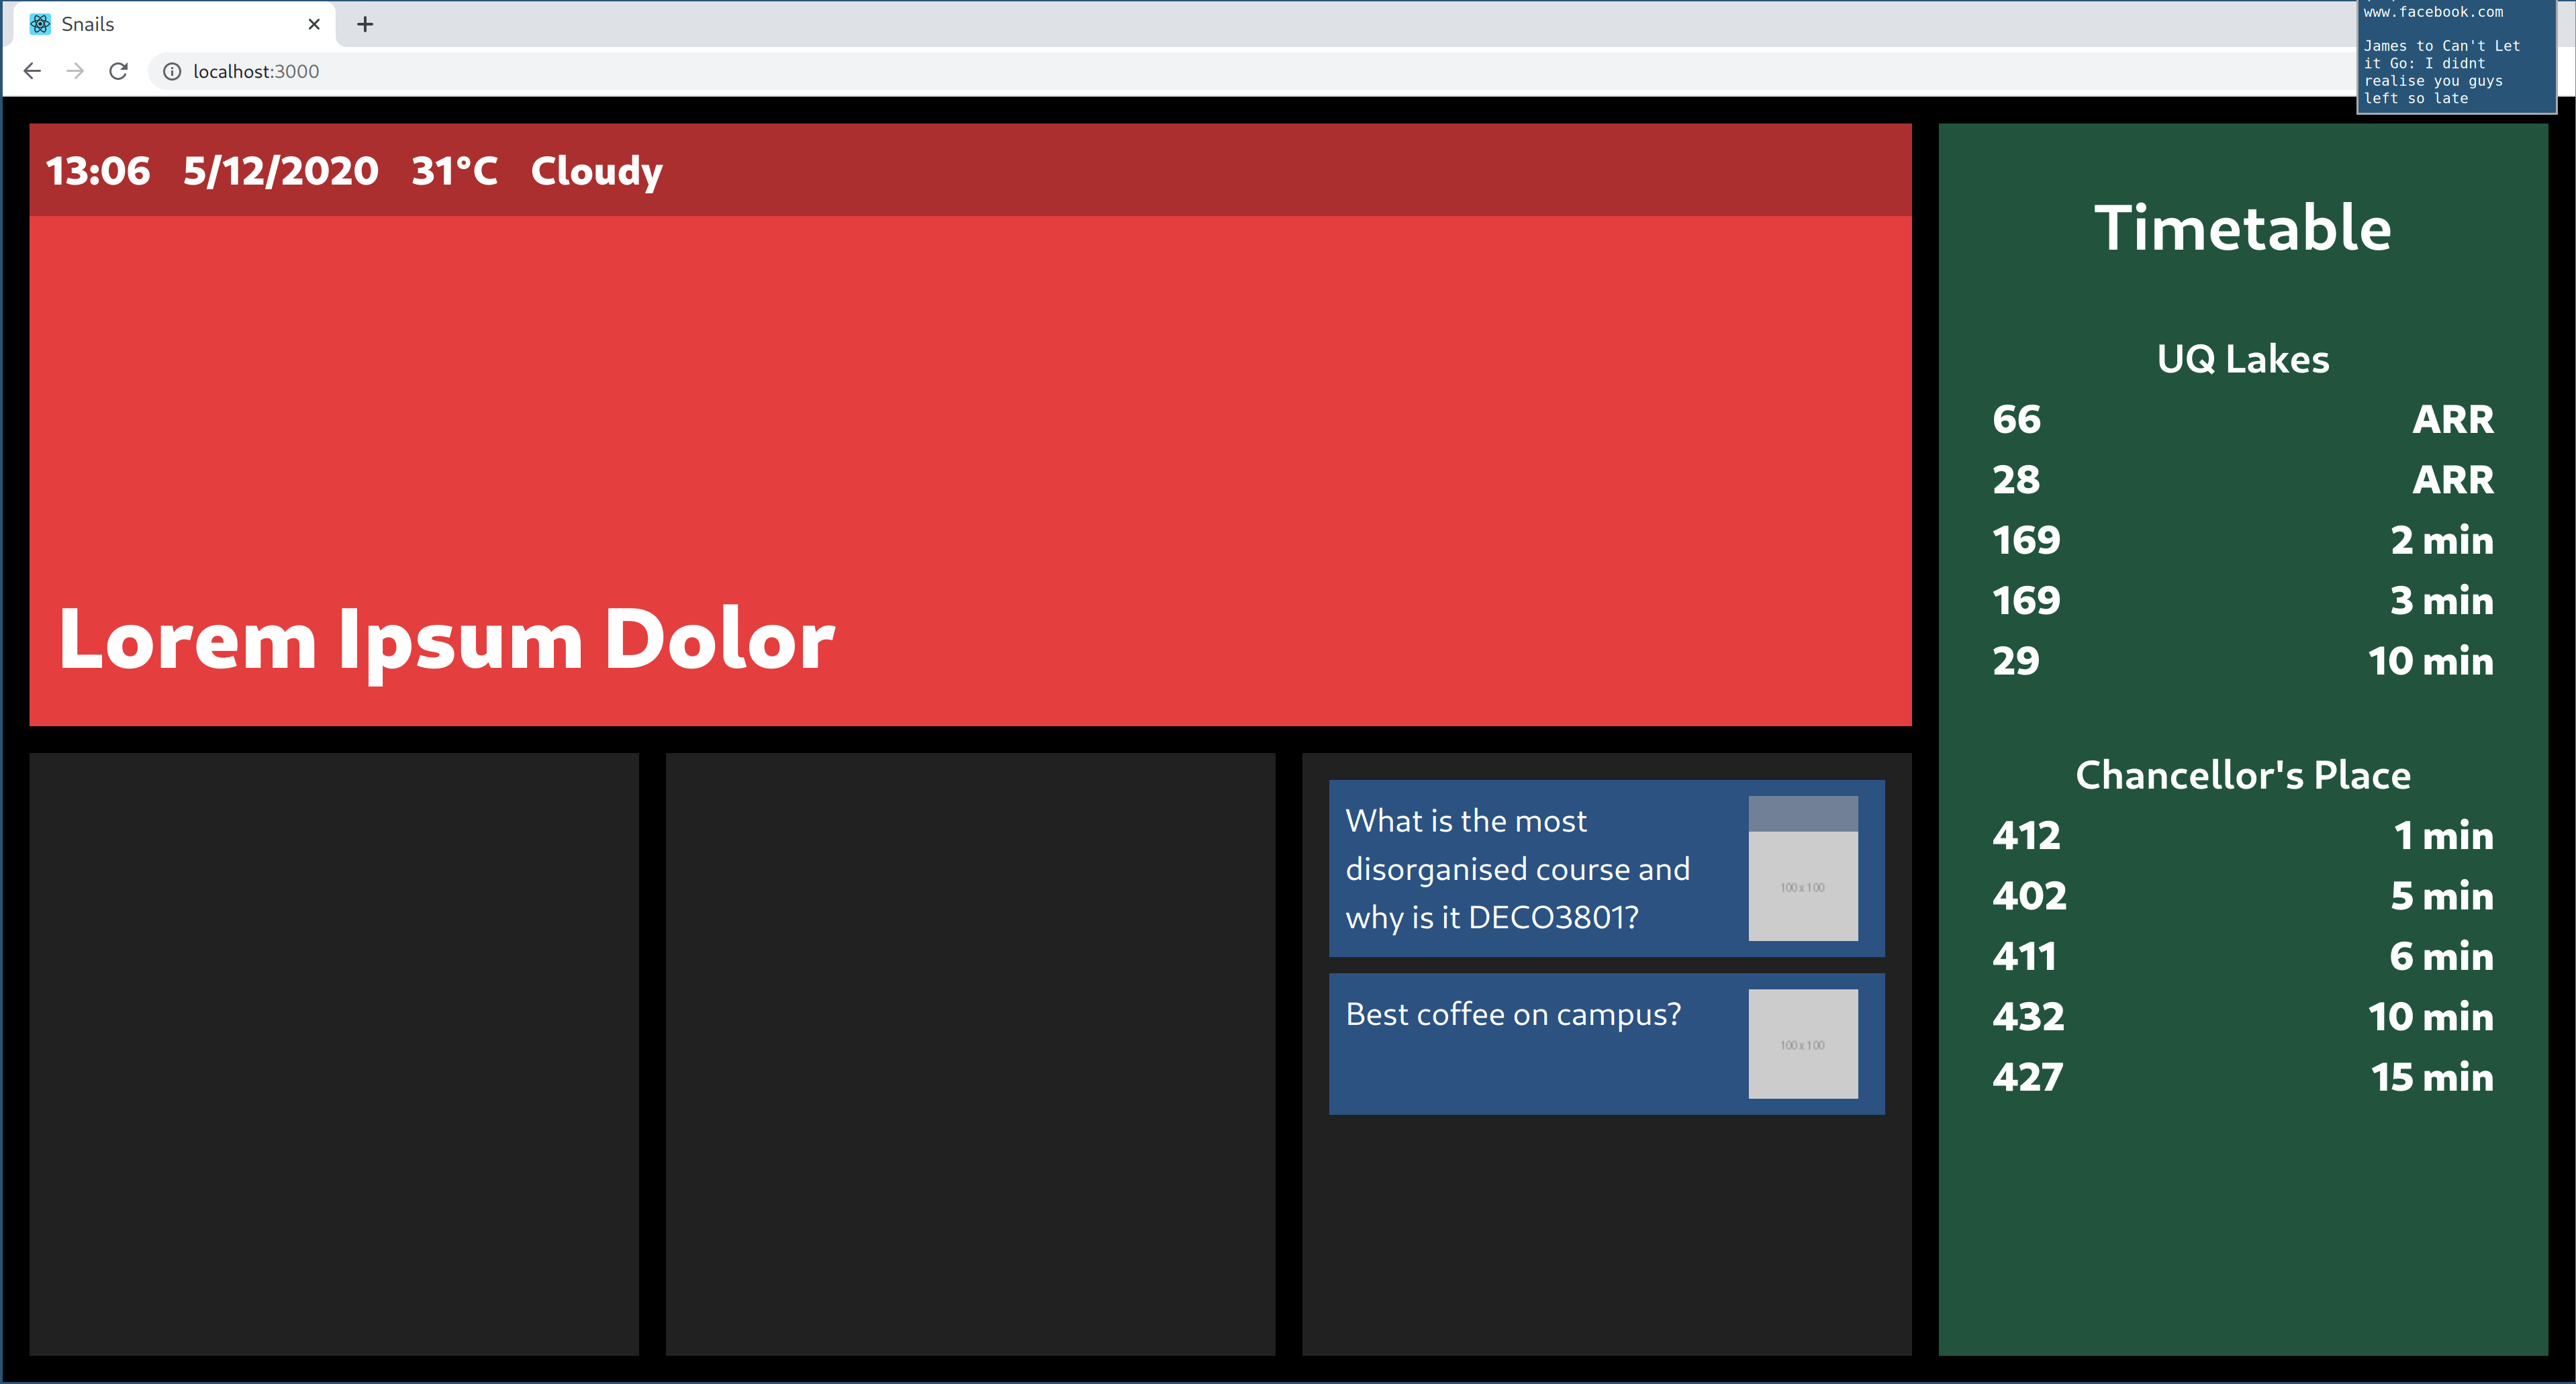 Snails
localhost:3000
www.facebook.com
James to Can't Let
it Go: I didnt
realise you guys
left so late
13:06 5/12/2020 31°C Cloudy
Lorem Ipsum Dolor
What is the most
disorganised course and
why is it DECO3801?
100 x 100
Best coffee on campus?
100 x 100
Timetable
UQ Lakes
66 ARR
28 ARR
169 2 min
169 3 min
29 10 min
Chancellor's Place
412 1 min
402 5 min
411 6 min
432 10 min
427 15 min